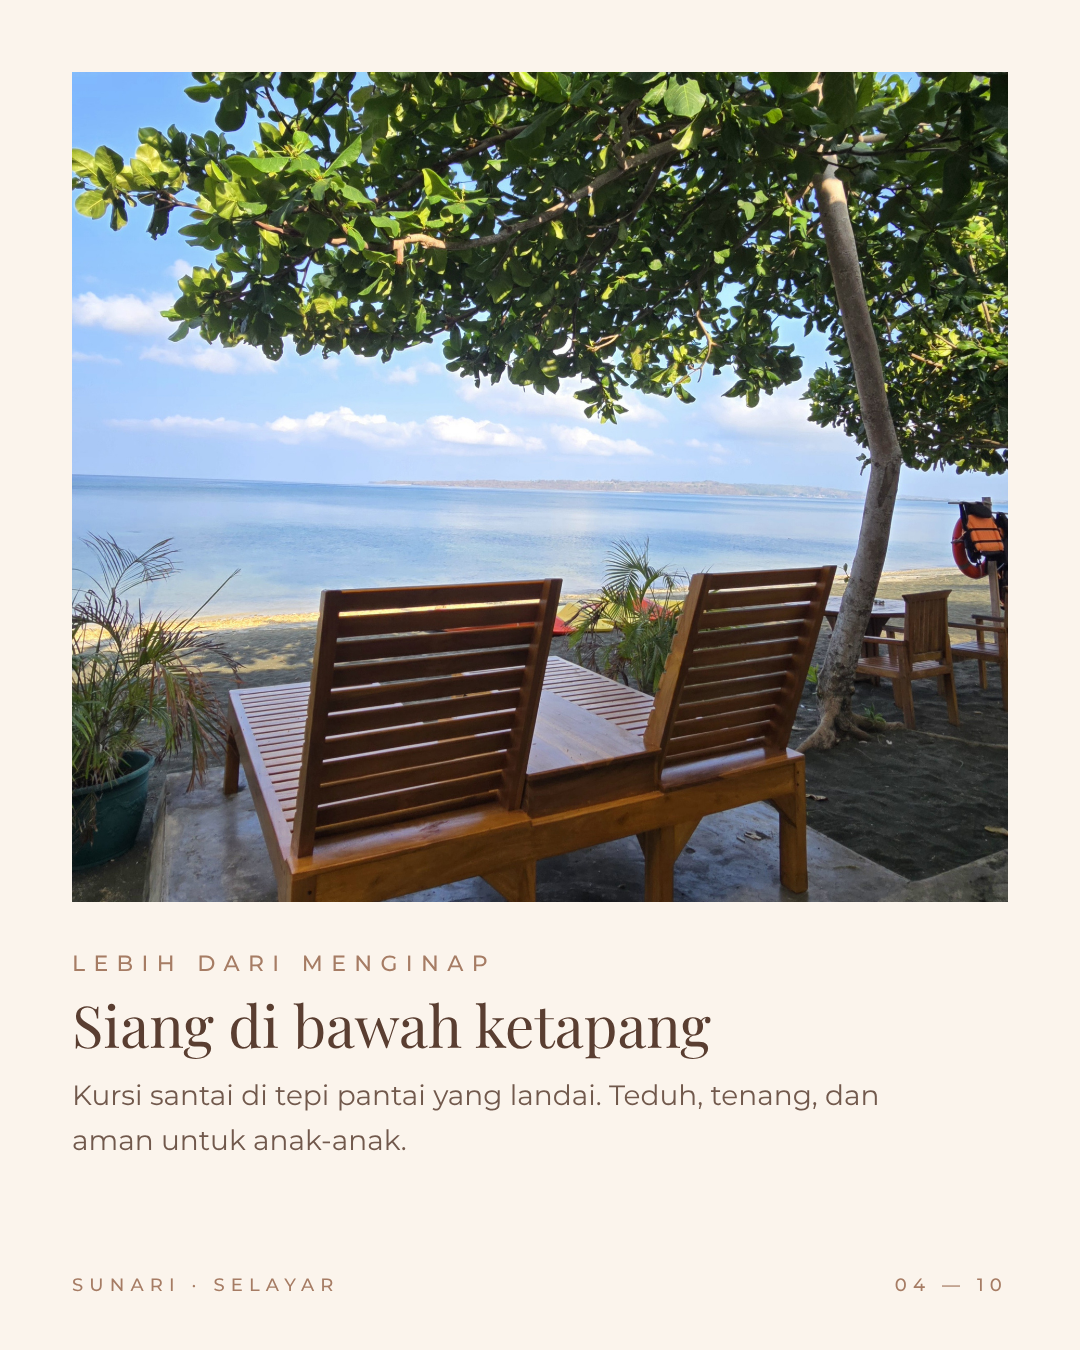 LEBIH DARI MENGINAP
Siang di bawah ketapang
Kursi santai di tepi pantai yang landai. Teduh, tenang, dan
aman untuk anak-anak.
SUNARI · SELAYAR
04 — 10